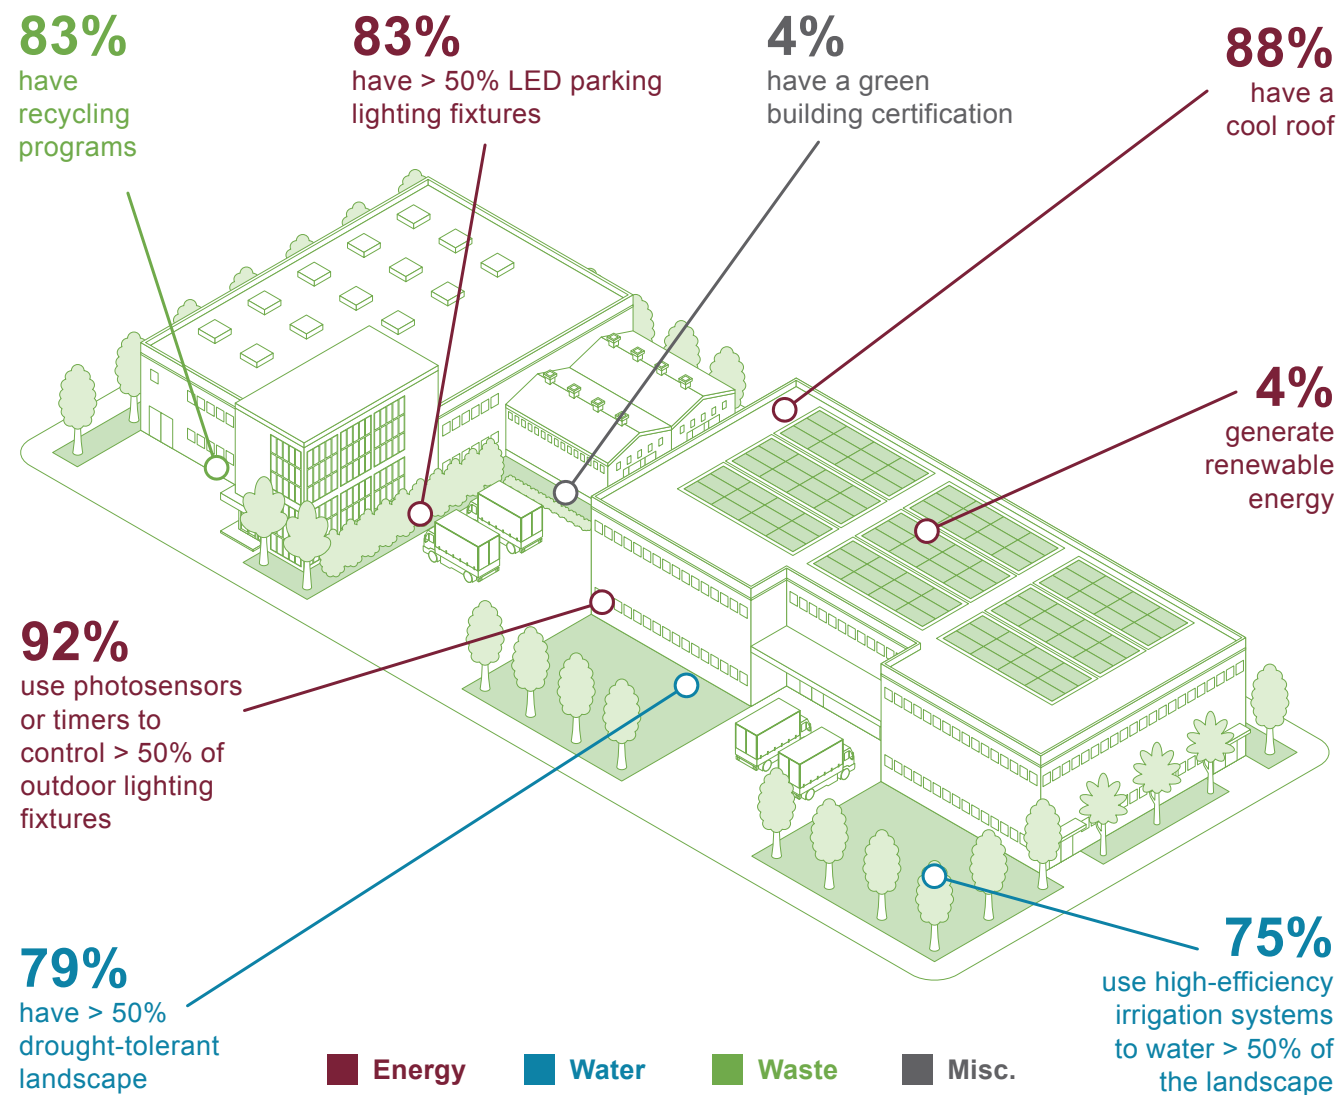 83%
have
recycling
programs
83%
have > 50% LED parking
lighting fixtures
4%
have a green
building certification
88%
have a
cool roof
4%
generate
renewable
energy
92%
use photosensors
or timers to
control > 50% of
outdoor lighting
fixtures
79%
have > 50%
drought-tolerant
landscape
75%
use high-efficiency
irrigation systems
to water > 50% of
the landscape
Energy
Water
Waste
Misc.